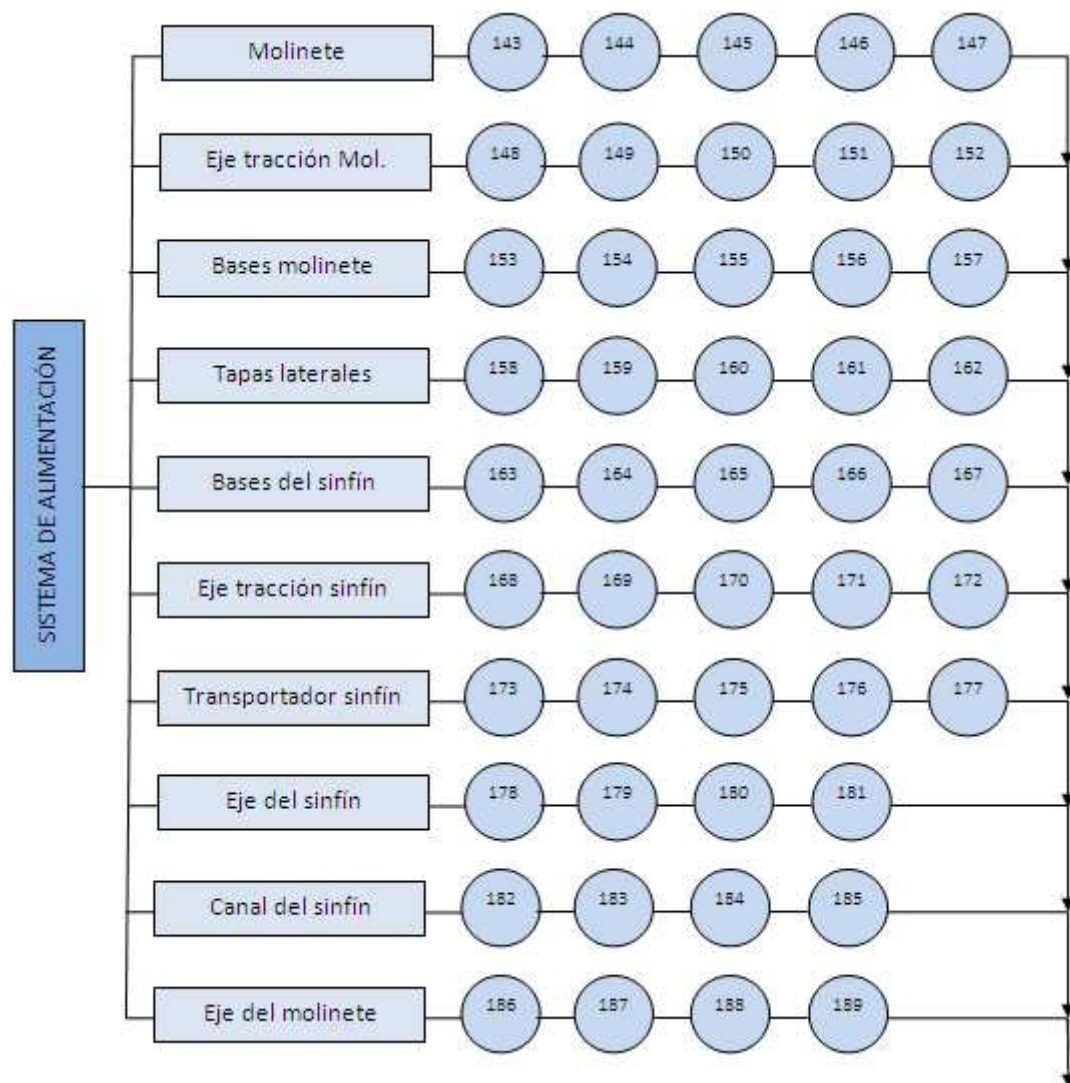 Molinete 143 144 145 146 147
Eje tracción Mol. 148 149 150 151 152
Bases molinete 153 154 155 156 157
Tapas laterales 158 159 160 161 162
SISTEMA DE ALIMENTACIÓN
Bases del sinfín 163 164 165 166 167
Eje tracción sinfín 168 169 170 171 172
Transportador sinfín 173 174 175 176 177
Eje del sinfín 178 179 180 181
Canal del sinfín 182 183 184 185
Eje del molinete 186 187 188 189